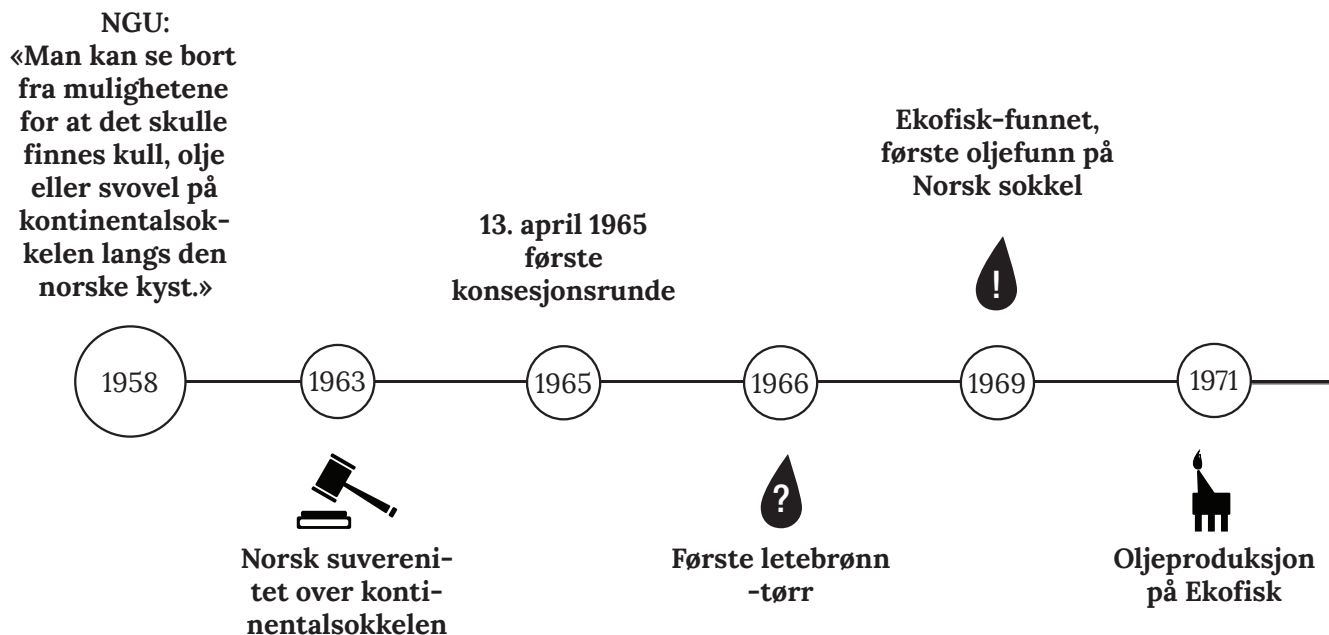 NGU:
«Man kan se bort
fra mulighetene
for at det skulle
finnes kull, olje
eller svovel på
kontinentalsok-
kelen langs den
norske kyst.»
13. april 1965
første
konsesjonsrunde
Ekofisk-funnet,
første oljefunn på
Norsk sokkel
!
1958
1963
1965
1966
1969
1971
?
Norsk suvereni-
tet over konti-
nentalsokkelen
Første letebrønn
-tørr
Oljeproduksjon
på Ekofisk